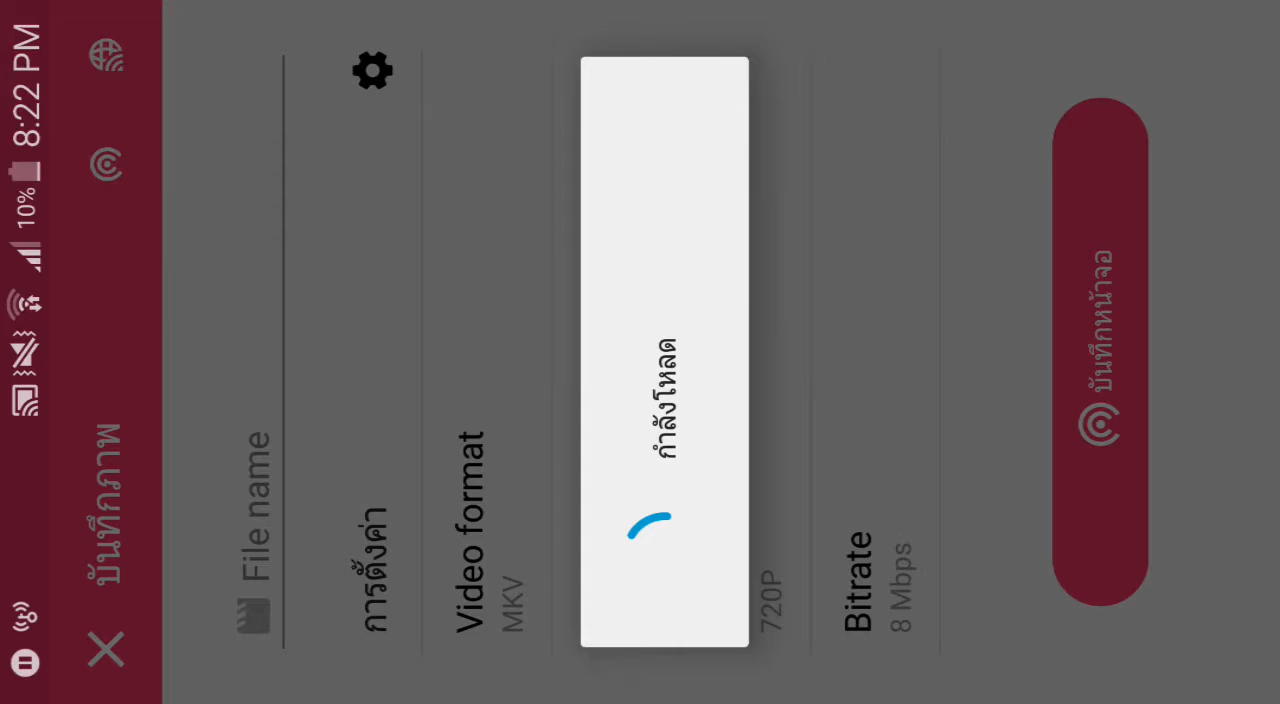 10% 8:22 PM
บันทึกภาพ
File name
การตั้งค่า
Video format
MKV
กำลังโหลด
720P
Bitrate
8 Mbps
บันทึกหน้าจอ